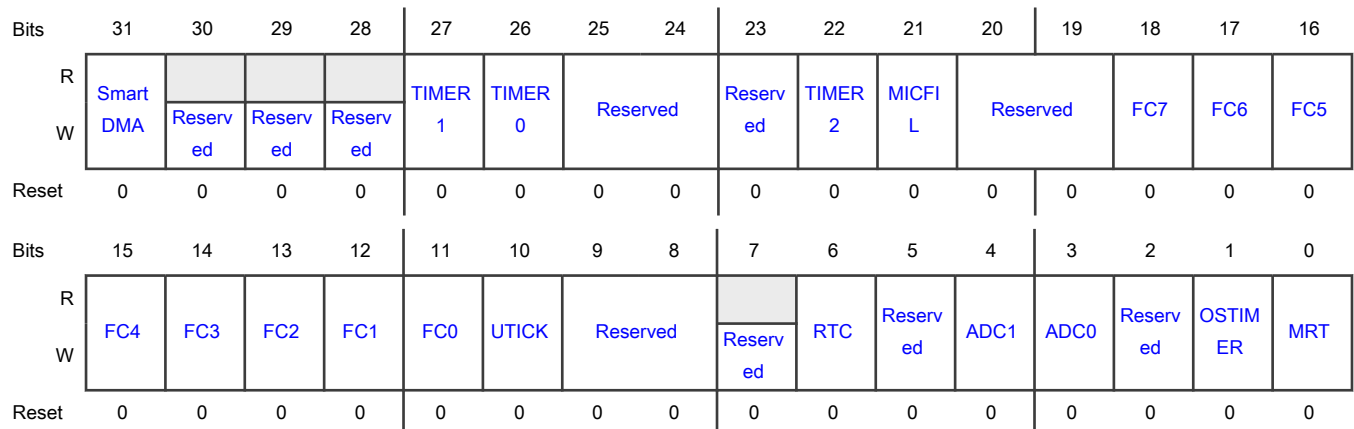 Bits 31 30 29 28 27 26 25 24 23 22 21 20 19 18 17 16
R
Smart TIMER TIMER Reserv TIMER MICFI
Reserved Reserved FC7 FC6 FC5
DMA Reserv Reserv Reserv 1 0 ed 2 L
W
ed ed ed
Reset 0 0 0 0 0 0 0 0 0 0 0 0 0 0 0 0
Bits 15 14 13 12 11 10 9 8 7 6 5 4 3 2 1 0
R
Reserv Reserv OSTIM
FC4 FC3 FC2 FC1 FC0 UTICK Reserved RTC ADC1 ADC0 MRT
Reserv ed ed ER
W
ed
Reset 0 0 0 0 0 0 0 0 0 0 0 0 0 0 0 0